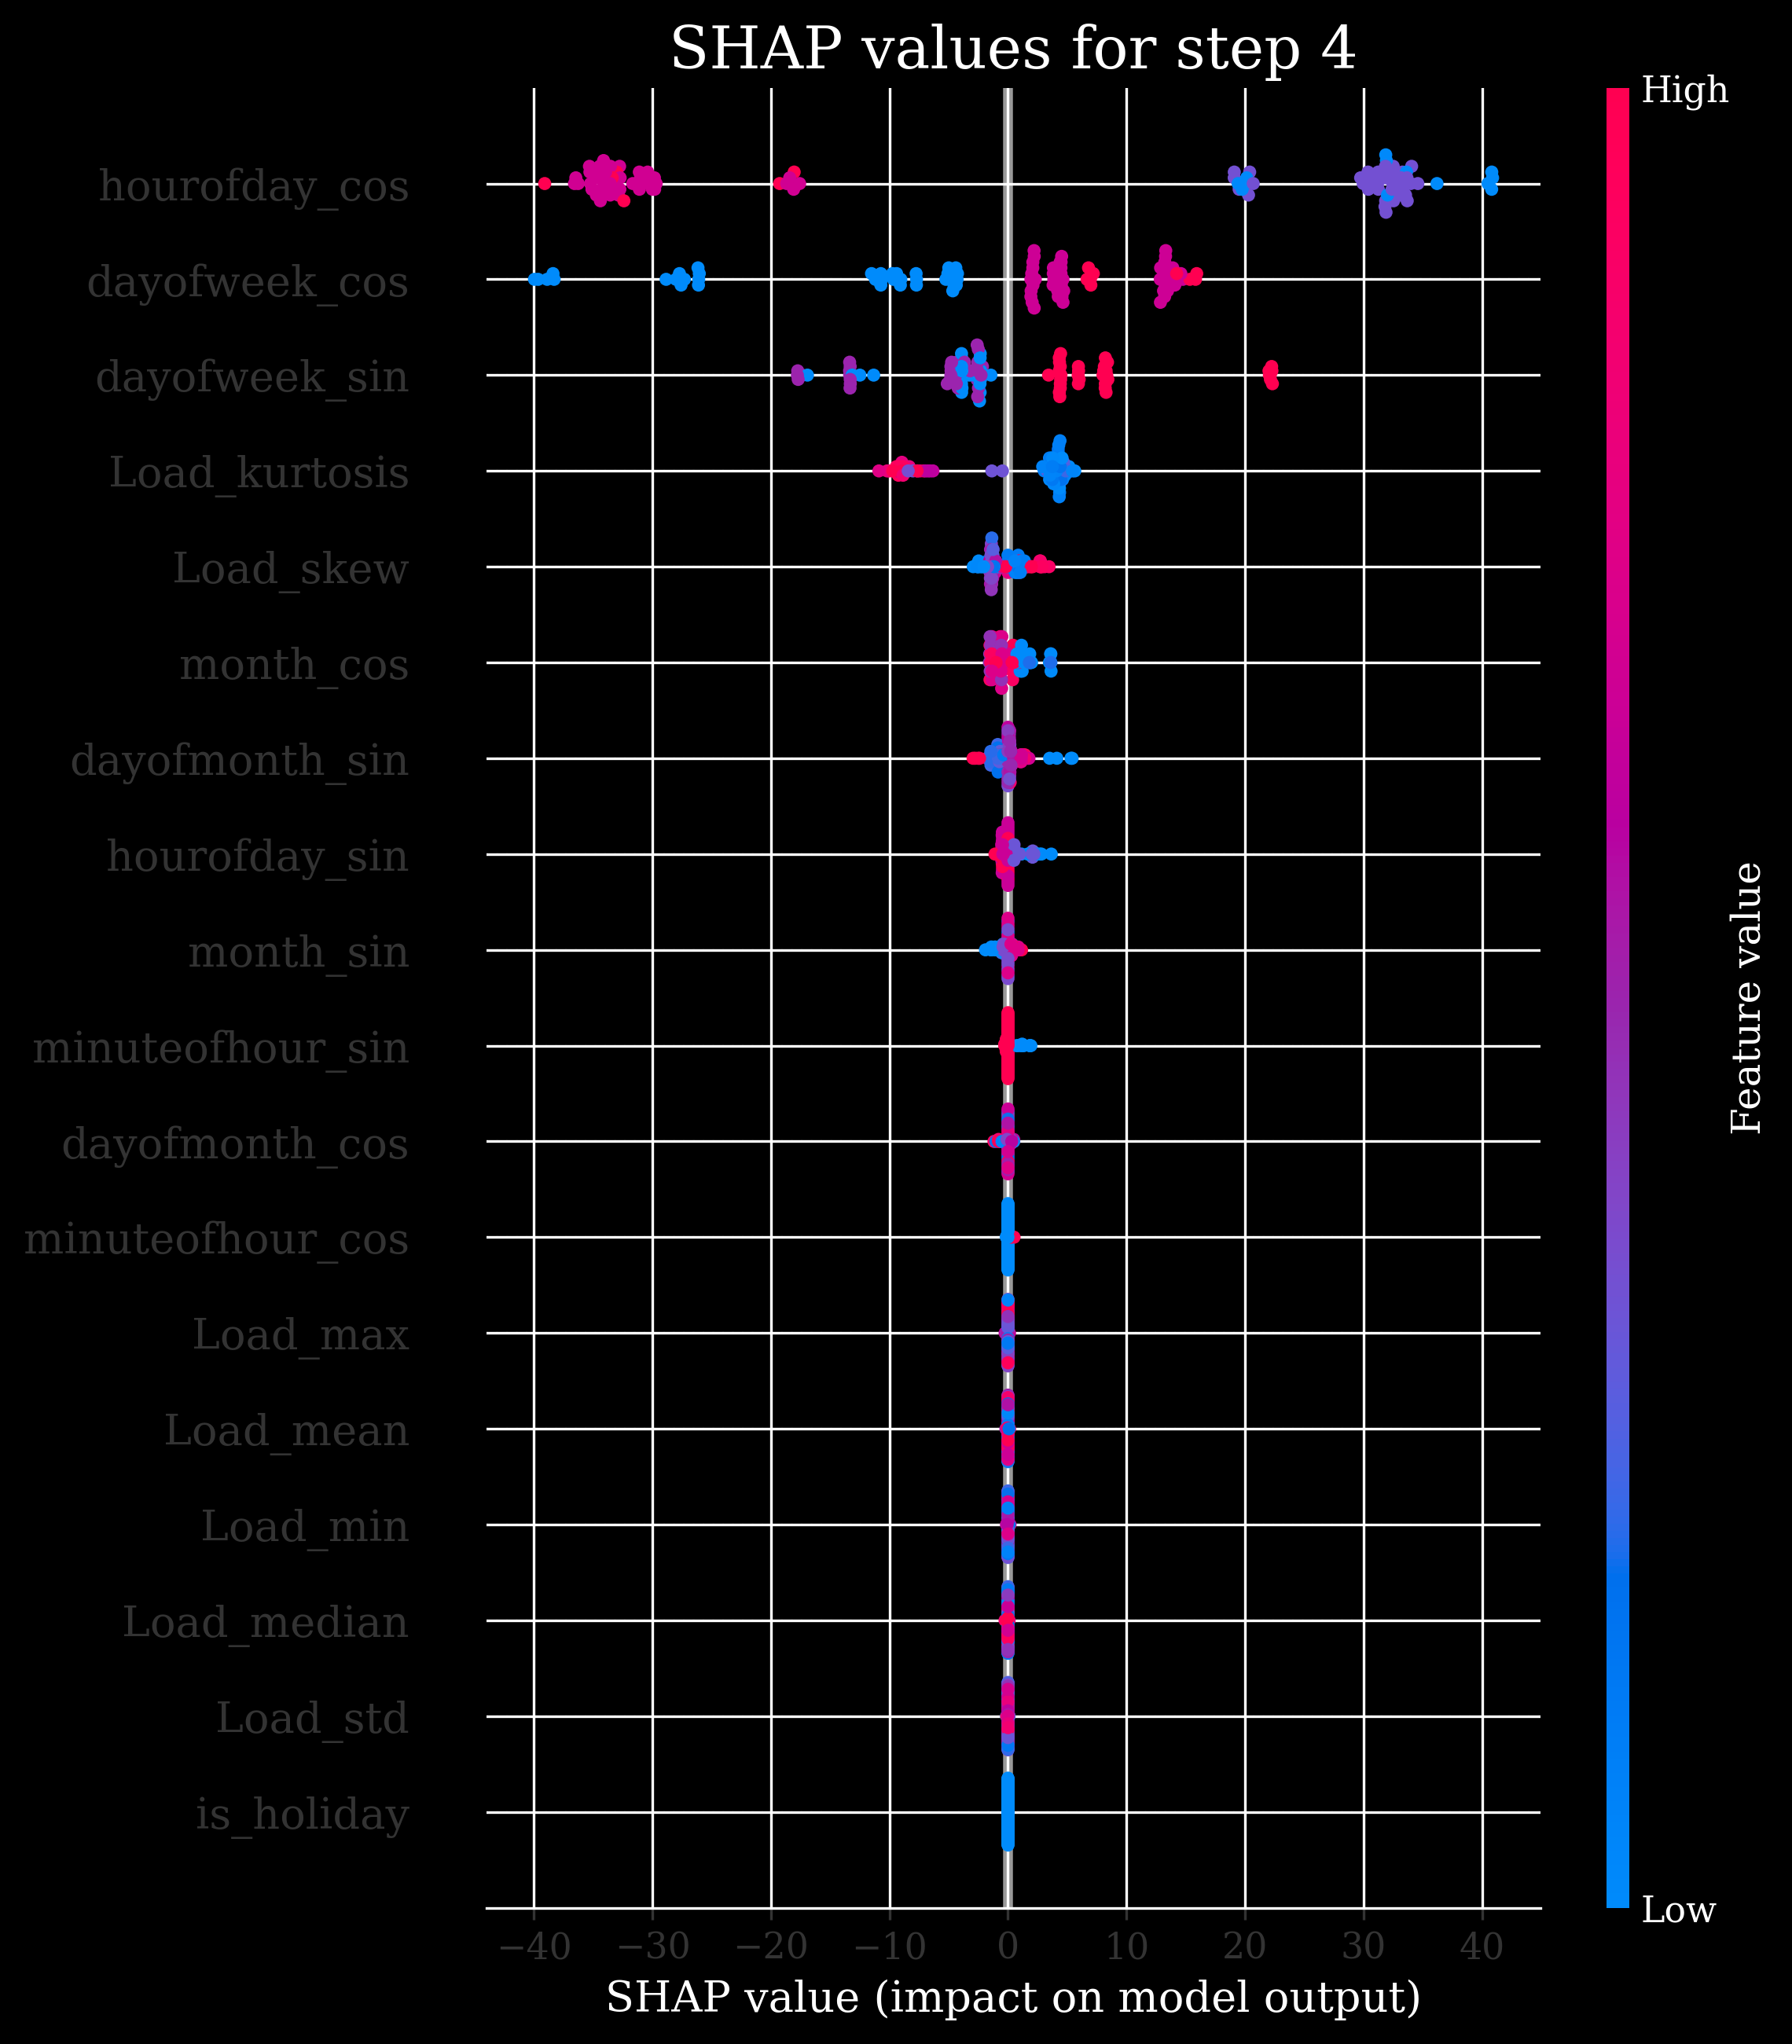 SHAP values for step 4
High
hourofday_cos
dayofweek_cos
dayofweek_sin
Load_kurtosis
Load_skew
month_cos
dayofmonth_sin
hourofday_sin
month_sin
minuteofhour_sin
dayofmonth_cos
minuteofhour_cos
Load_max
Load_mean
Load_min
Load_median
Load_std
is_holiday
Feature value
Low
−40 −30 −20 −10 0 10 20 30 40
SHAP value (impact on model output)